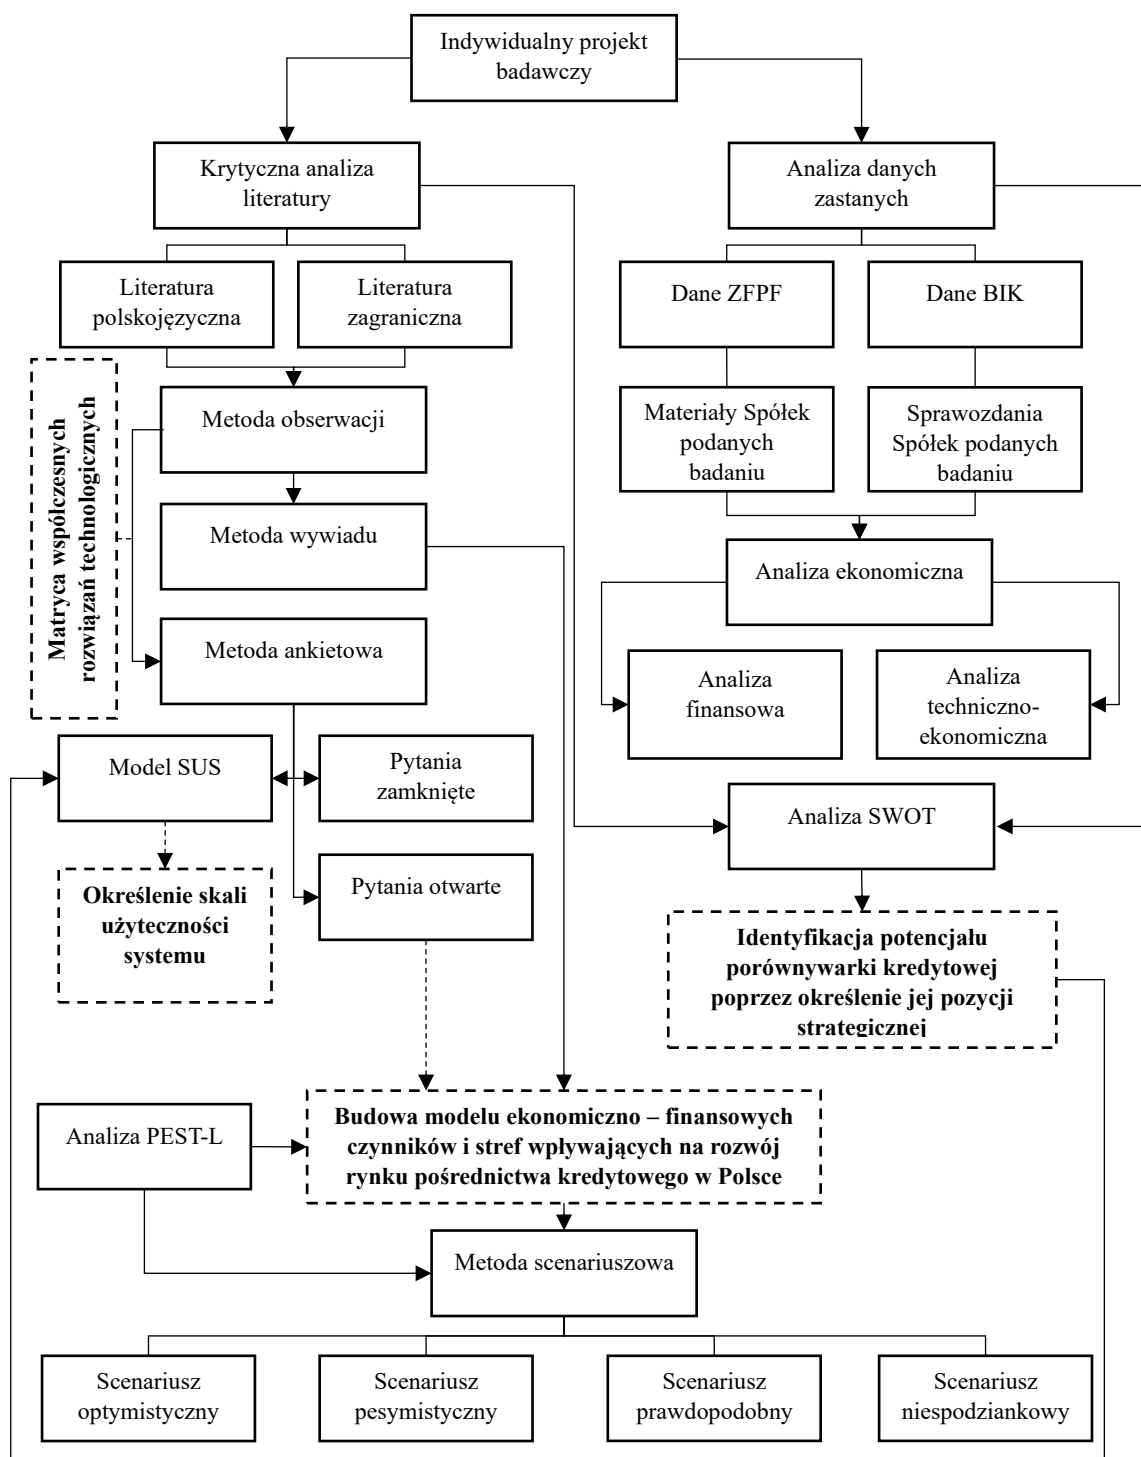 Indywidualny projekt
badawczy
Krytyczna analiza
literatury
Analiza danych
zastanych
Literatura
polskojęzyczna
Literatura
zagraniczna
Dane ZFPF
Dane BIK
Matryca współczesnych
rozwiązań technologicznych
Metoda obserwacji
Materiały Spółek
podanych
badaniu
Sprawozdania
Spółek podanych
badaniu
Metoda wywiadu
Analiza ekonomiczna
Metoda ankietowa
Analiza
finansowa
Analiza
techniczno-
ekonomiczna
Model SUS
Pytania
zamknięte
Analiza SWOT
Określenie skali
użyteczności
systemu
Pytania otwarte
Identyfikacja potencjału
porównywarki kredytowej
poprzez określenie jej pozycji
strategicznej
Analiza PEST-L
Budowa modelu ekonomiczno – finansowych
czynników i stref wpływających na rozwój
rynku pośrednictwa kredytowego w Polsce
Metoda scenariuszowa
Scenariusz
optymistyczny
Scenariusz
pesymistyczny
Scenariusz
prawdopodobny
Scenariusz
niespodziankowy